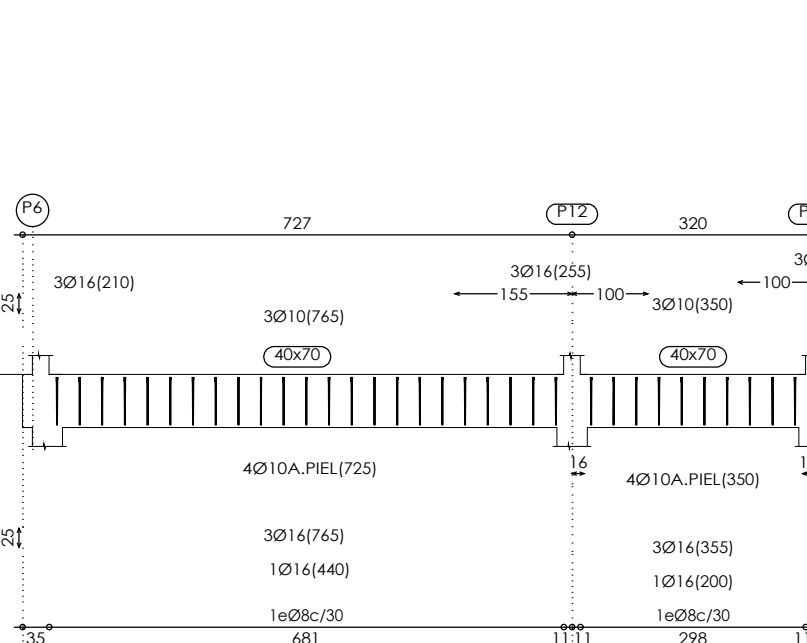 P6
P12
727
320
3Ø16(210)
3Ø16(255)
25
155
100
100
3Ø10(765)
3Ø10(350)
40x70
40x70
4Ø10A.PIEL(725)
16
4Ø10A.PIEL(350)
25
3Ø16(765)
3Ø16(355)
1Ø16(440)
1Ø16(200)
1eØ8c/30
1eØ8c/30
35
681
11
11
298